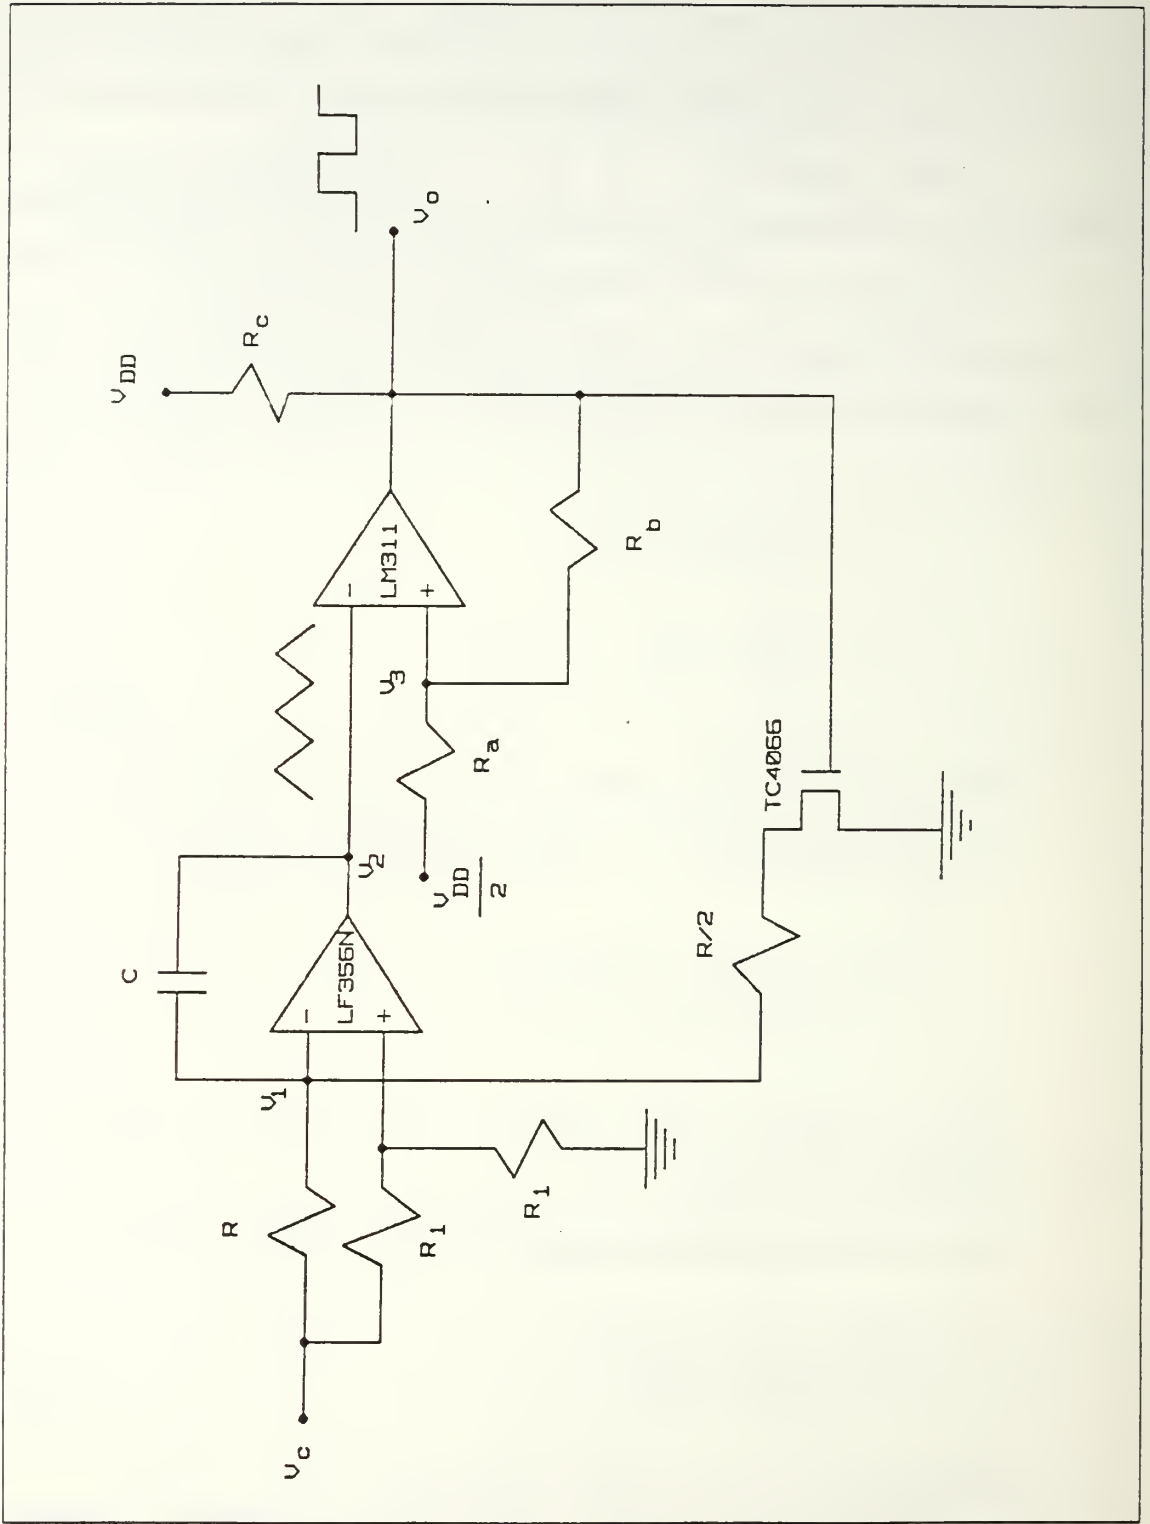 V_C
R
R_1
R_1
V_1
C
-
LF356N
+
V_2
V_DD
2
R_a
V_3
-
LM311
+
R_b
V_DD
R_c
V_o
R/2
TC4066